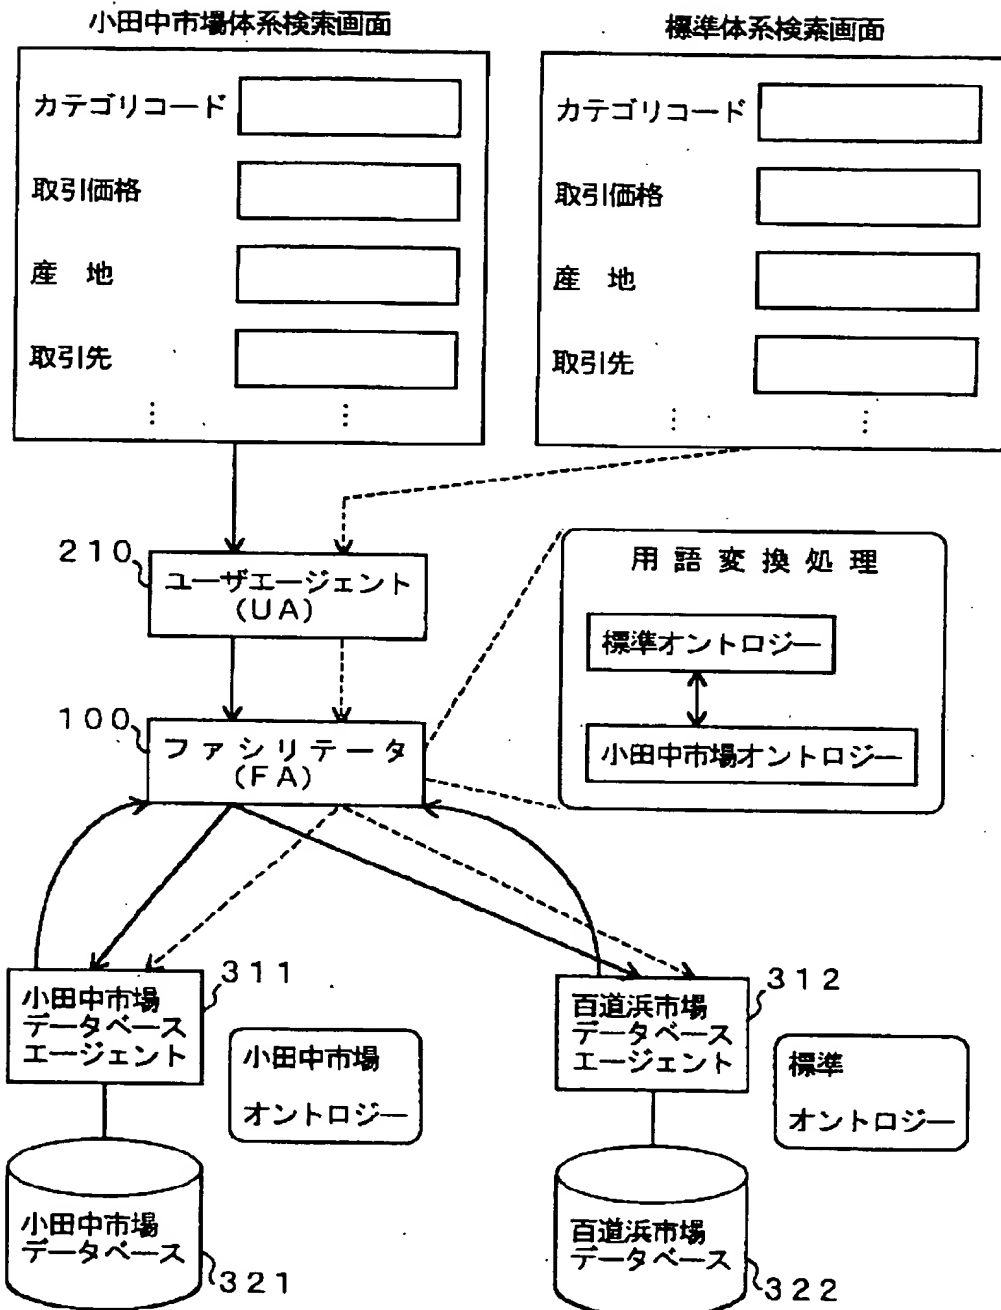 小田中市場体系検索画面
カテゴリコード
取引価格
産 地
取引先
⋮ ⋮
標準体系検索画面
カテゴリコード
取引価格
産 地
取引先
⋮ ⋮
210
ユーザエージェント
(UA)
用語変換処理
標準オントロジー
小田中市場オントロジー
100
ファシリテータ
(FA)
311
小田中市場
データベース
エージェント
小田中市場
オントロジー
312
百道浜市場
データベース
エージェント
標準
オントロジー
小田中市場
データベース
321
百道浜市場
データベース
322